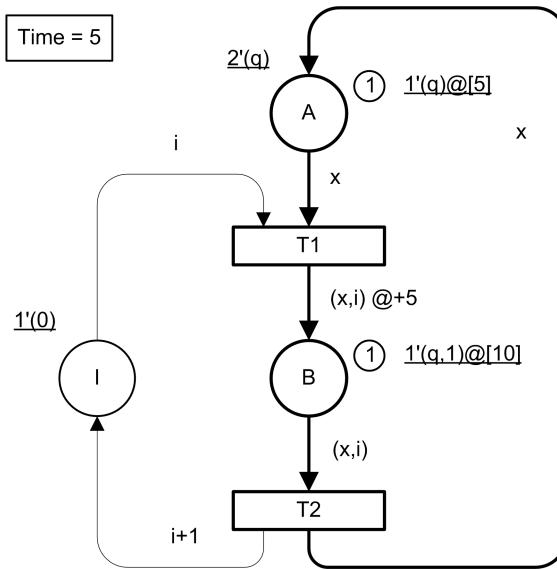 Time = 5
2'(q)
1
1'(q)@[5]
A
x
i
x
T1
(x,i) @+5
1'(0)
1
1'(q,1)@[10]
I
B
(x,i)
T2
i+1